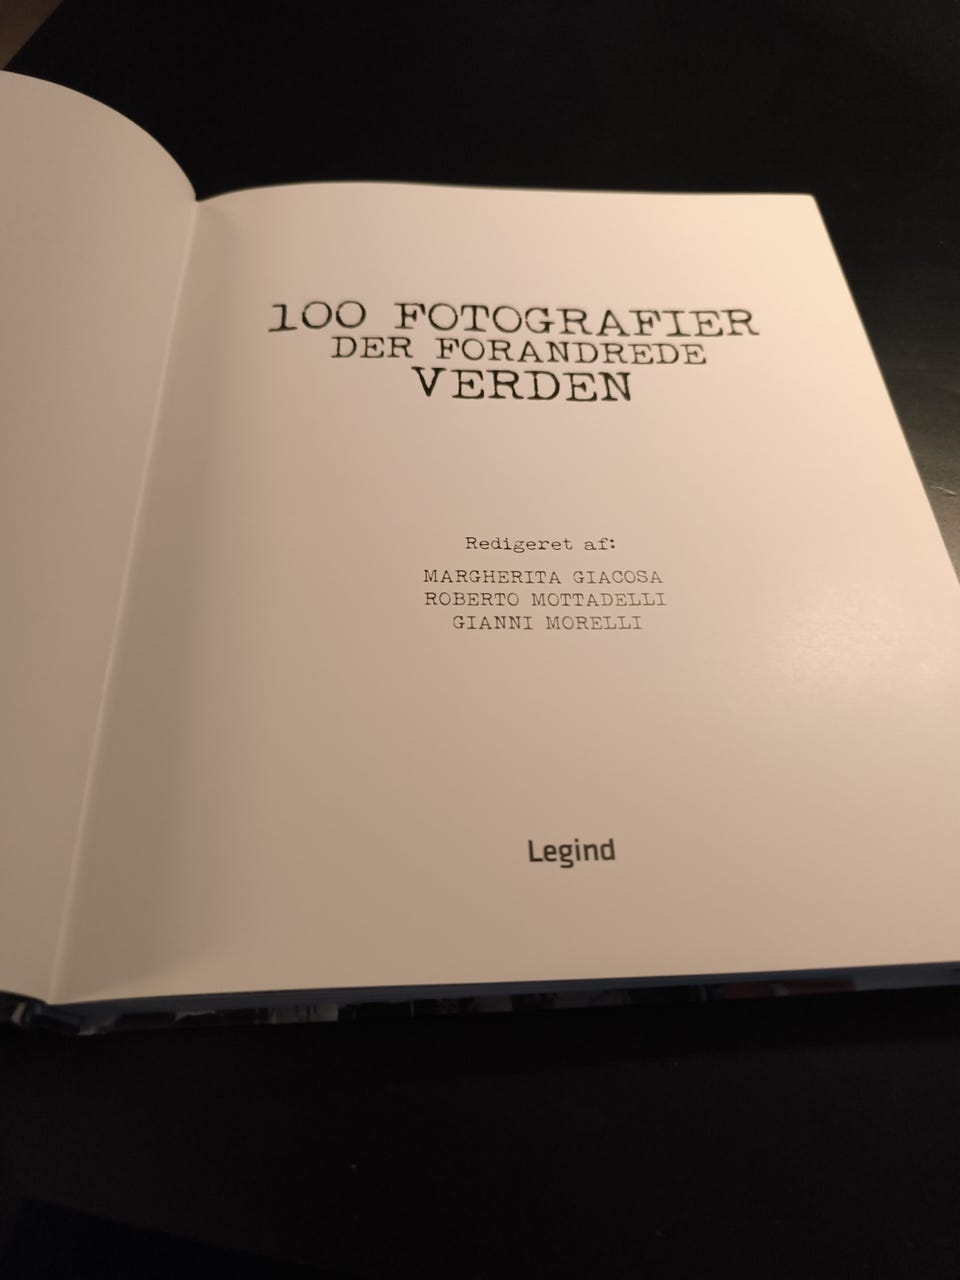 100 FOTOGRAFIER
DER FORANDREDE
VERDEN
Redigeret af:
MARGHERITA GIACOSA
ROBERTO MOTTADELLI
GIANNI MORELLI
Legind